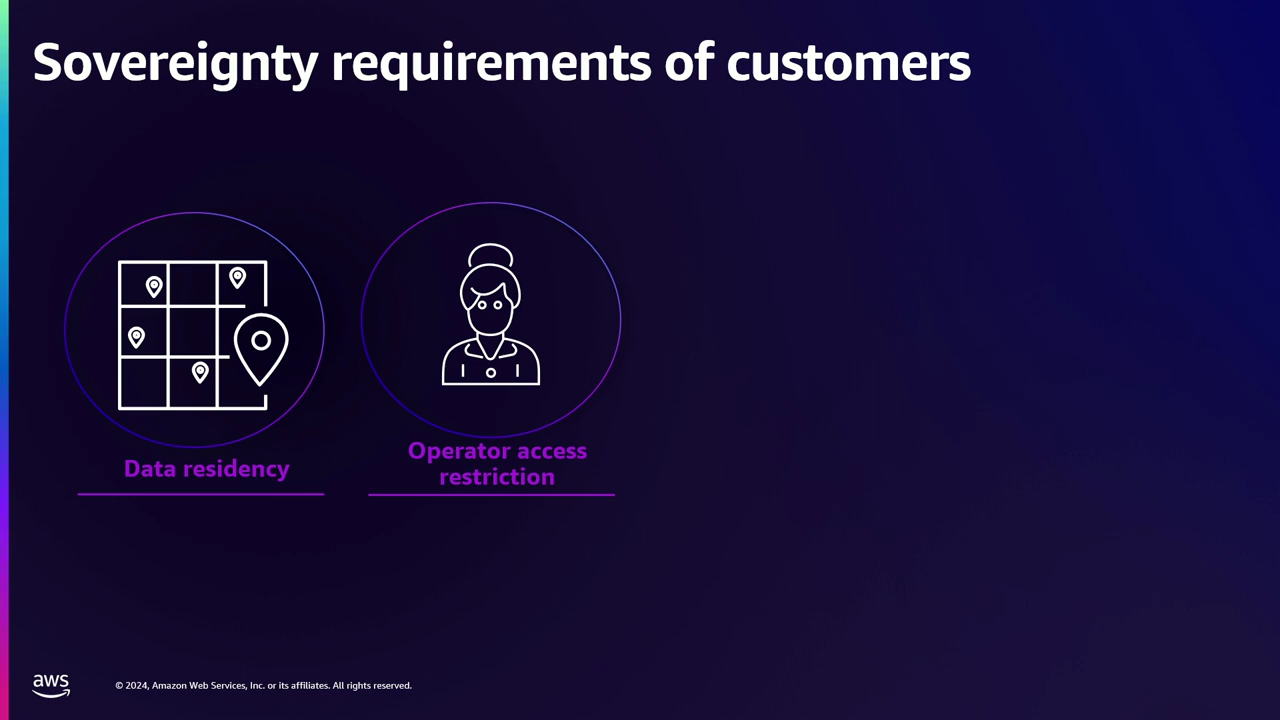 Sovereignty requirements of customers
Data residency
Operator access
restriction
aws
© 2024, Amazon Web Services, Inc. or its affiliates. All rights reserved.